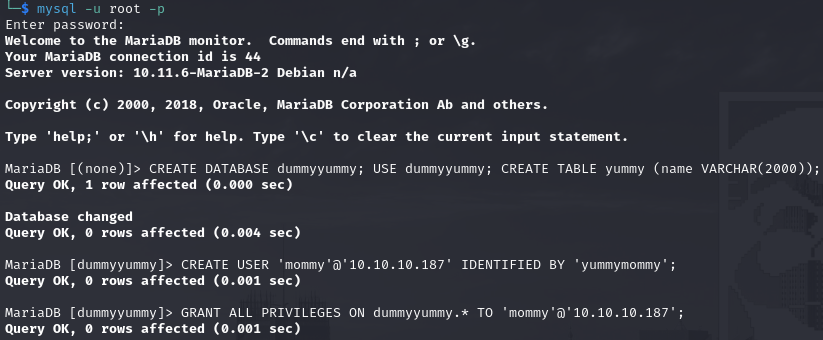 └─$ mysql -u root -p
Enter password:
Welcome to the MariaDB monitor.  Commands end with ; or \g.
Your MariaDB connection id is 44
Server version: 10.11.6-MariaDB-2 Debian n/a
Copyright (c) 2000, 2018, Oracle, MariaDB Corporation Ab and others.
Type 'help;' or '\h' for help. Type '\c' to clear the current input statement.
MariaDB [(none)]> CREATE DATABASE dummyyummy; USE dummyyummy; CREATE TABLE yummy (name VARCHAR(2000));
Query OK, 1 row affected (0.000 sec)
Database changed
Query OK, 0 rows affected (0.004 sec)
MariaDB [dummyyummy]> CREATE USER 'mommy'@'10.10.10.187' IDENTIFIED BY 'yummymommy';
Query OK, 0 rows affected (0.001 sec)
MariaDB [dummyyummy]> GRANT ALL PRIVILEGES ON dummyyummy.* TO 'mommy'@'10.10.10.187';
Query OK, 0 rows affected (0.001 sec)